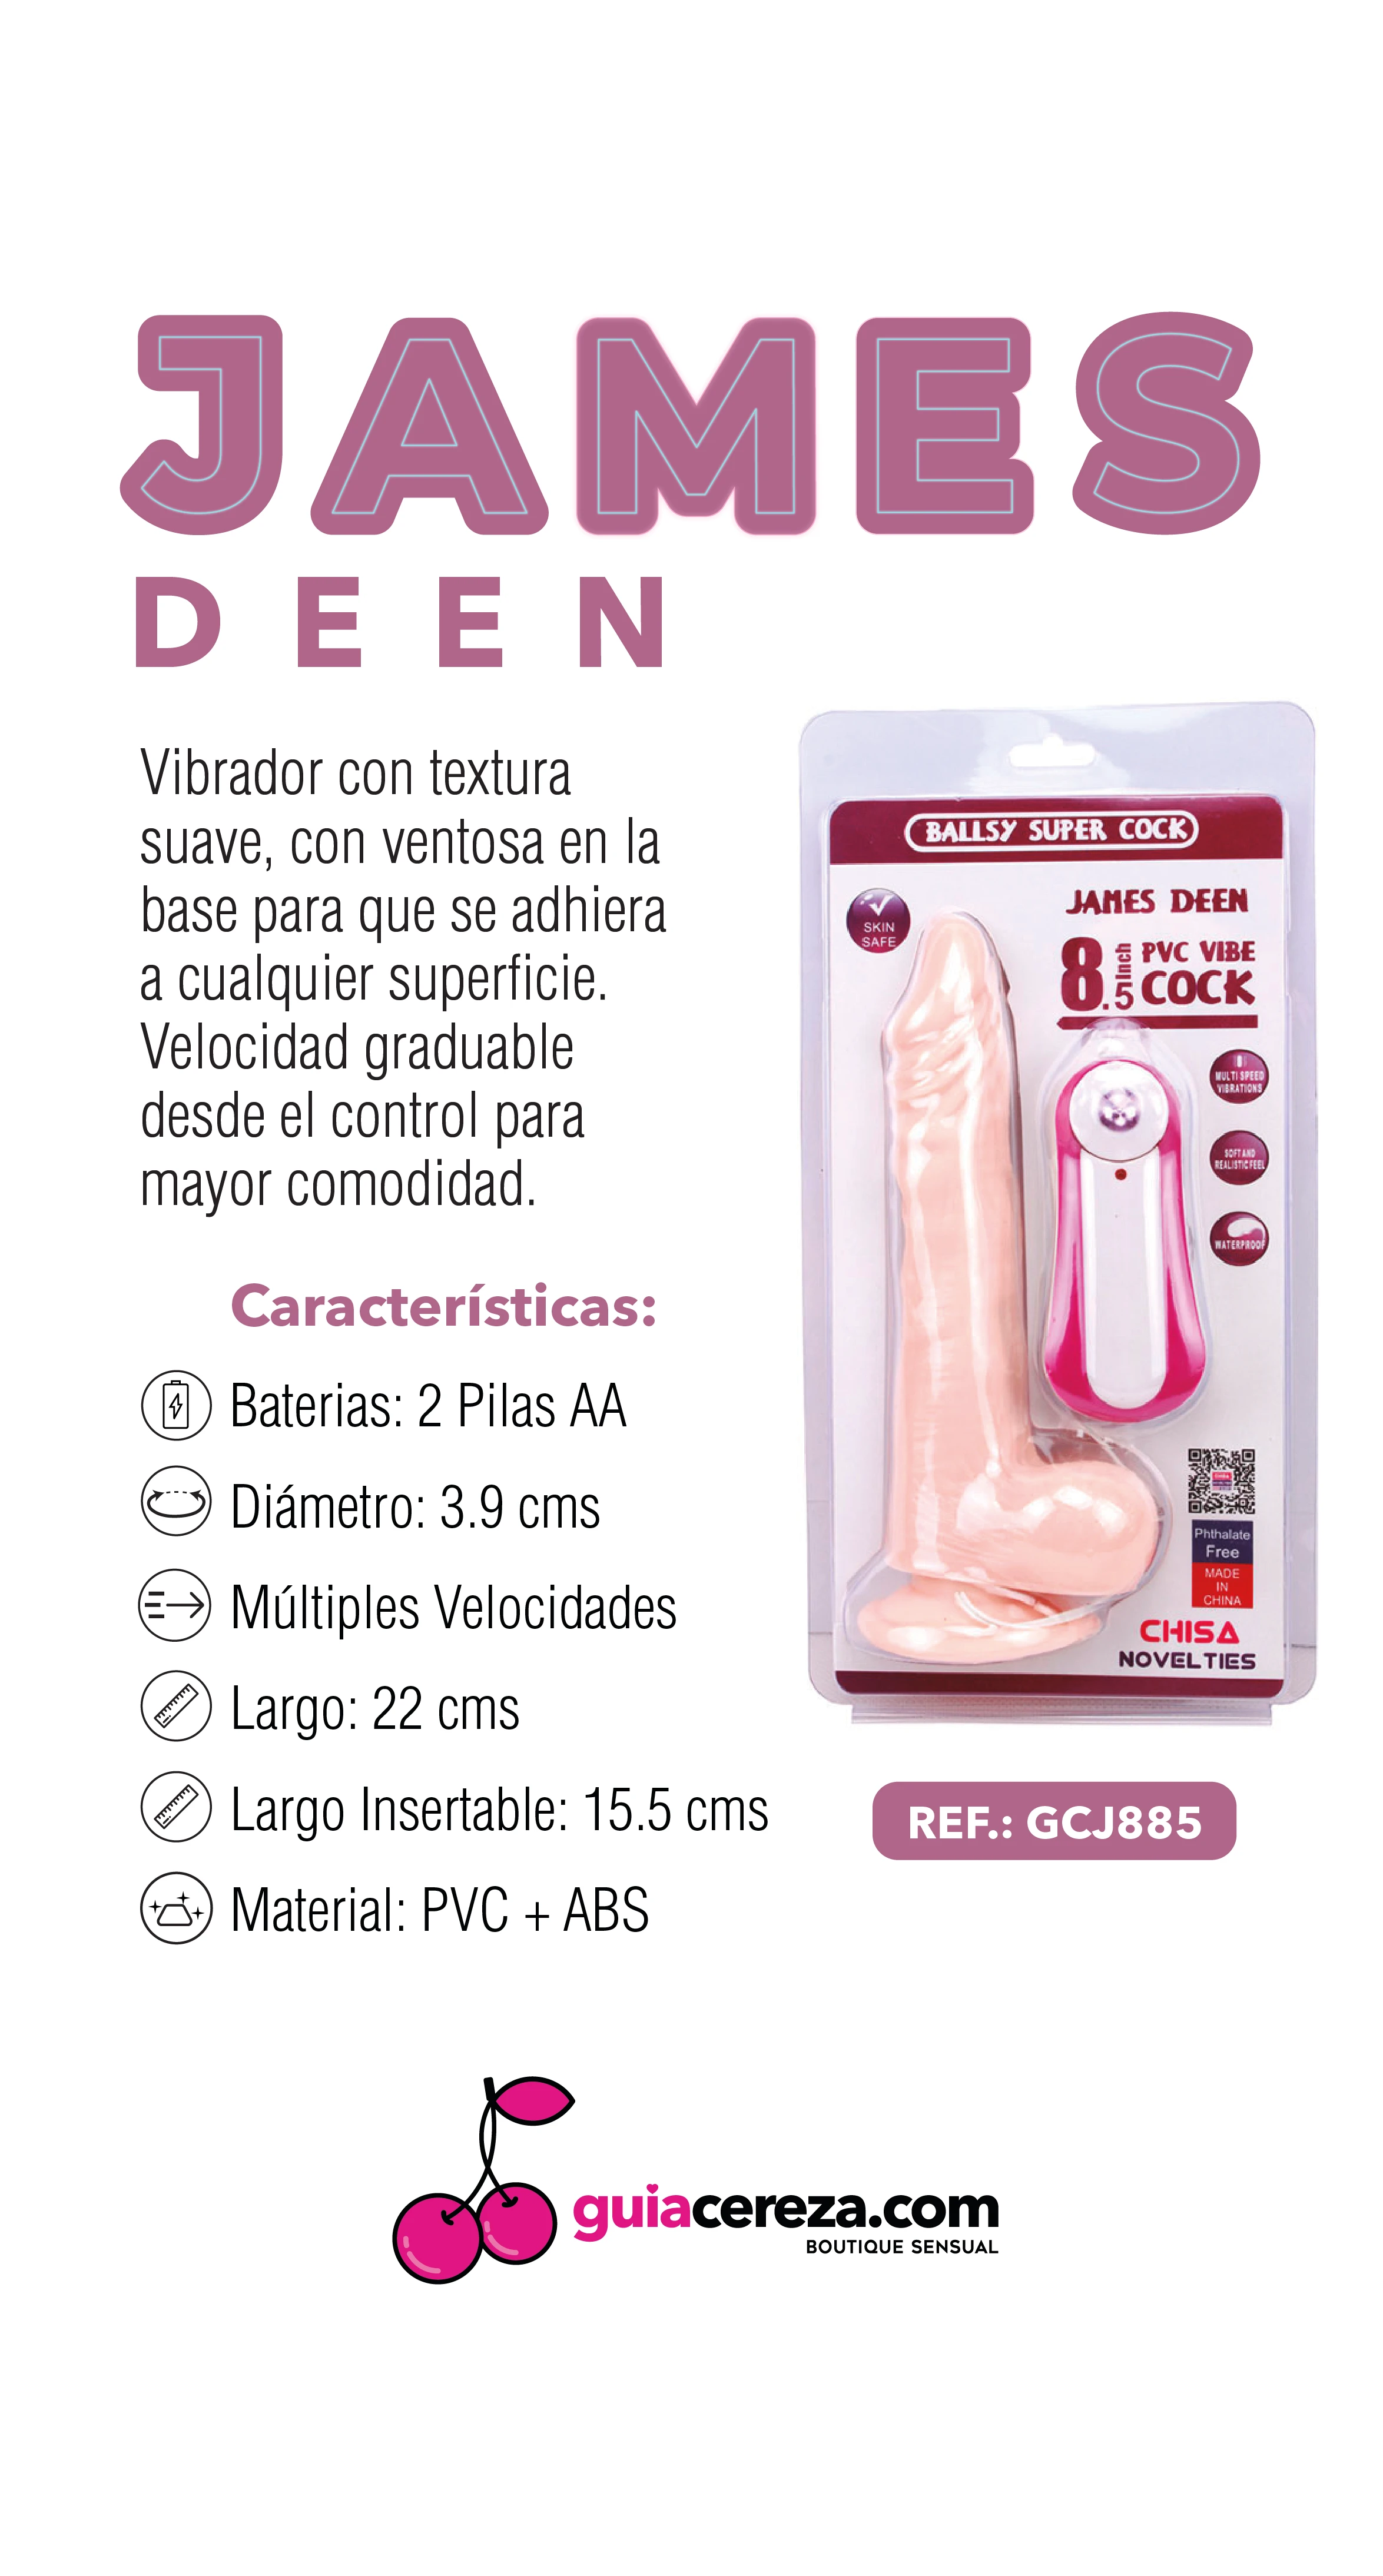 JAMES
DEEN
Vibrador con textura
suave, con ventosa en la
base para que se adhiera
a cualquier superficie.
Velocidad graduable
desde el control para
mayor comodidad.
Características:
Baterias: 2 Pilas AA
Diámetro: 3.9 cms
Múltiples Velocidades
Largo: 22 cms
Largo Insertable: 15.5 cms
Material: PVC + ABS
BALLSY SUPER COCK
SKIN
SAFE
JAMES DEEN
8.5 Inch PVC VIBE
COCK
MULTI SPEED
VIBRATIONS
SOFT AND
REALISTIC FEEL
WATERPROOF
Phthalate
Free
MADE
IN
CHINA
CHISA
NOVELTIES
REF.: GCJ885
guiacereza.com
BOUTIQUE SENSUAL